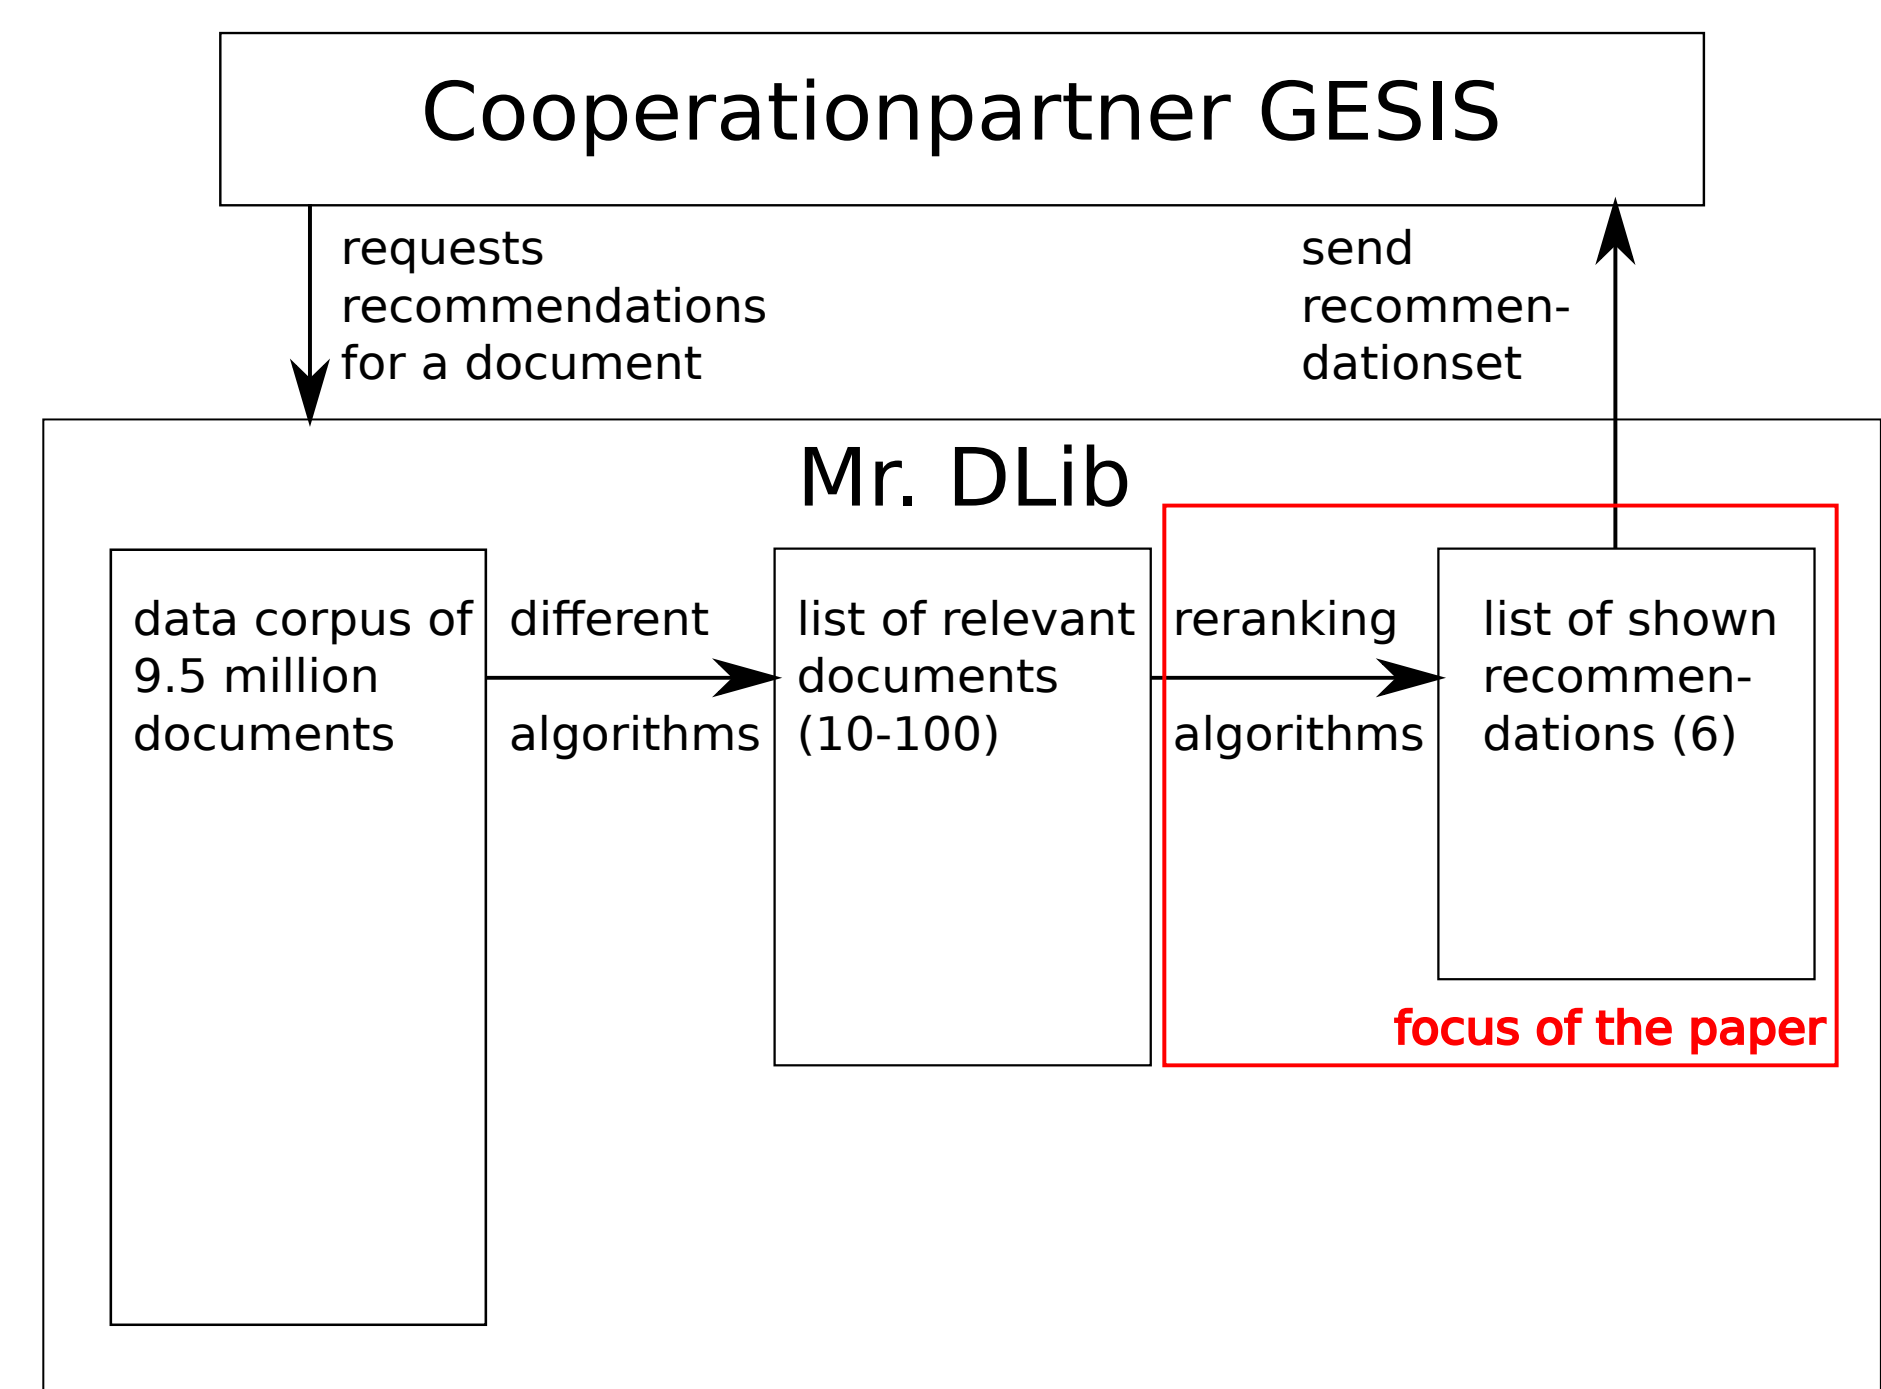 Cooperationpartner GESIS
requests
recommendations
for a document
send
recommen-
dationset
Mr. DLib
data corpus of
9.5 million
documents
different
algorithms
list of relevant
documents
(10-100)
reranking
algorithms
list of shown
recommen-
dations (6)
focus of the paper